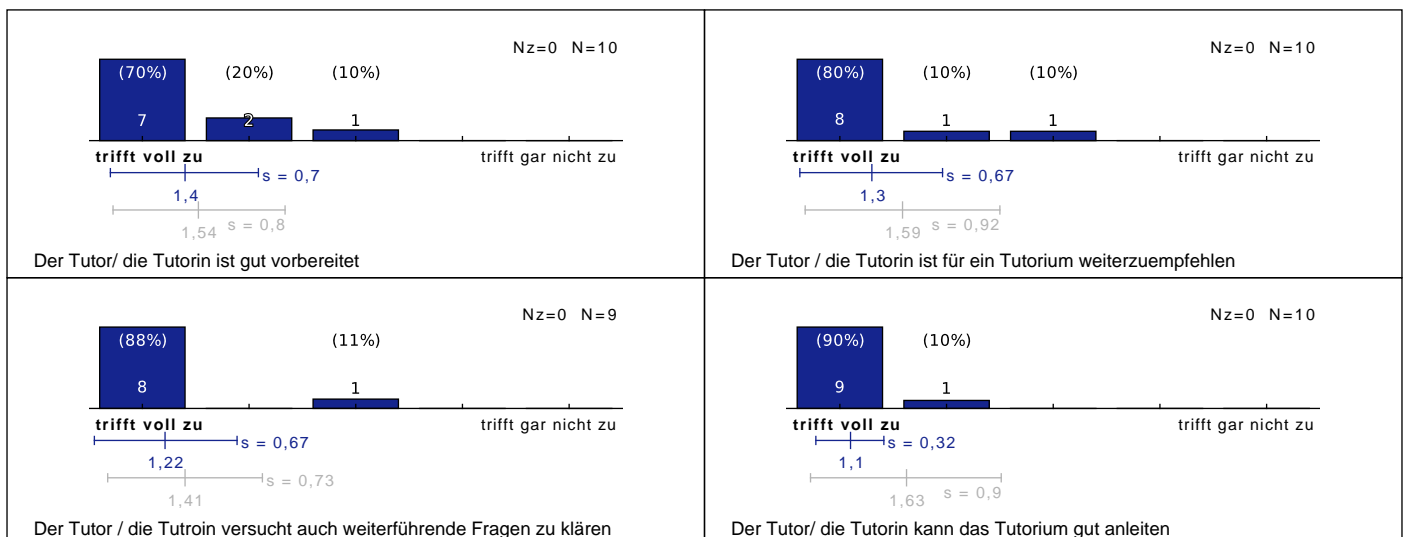 Nz=0 N=10
(70%) (20%) (10%)
7 2 1
trifft voll zu trifft gar nicht zu
s = 0,7
1,4
s = 0,8
1,54
Der Tutor/ die Tutorin ist gut vorbereitet
Nz=0 N=10
(80%) (10%) (10%)
8 1 1
trifft voll zu trifft gar nicht zu
s = 0,67
1,3
s = 0,92
1,59
Der Tutor / die Tutorin ist für ein Tutorium weiterzuempfehlen
Nz=0 N=9
(88%) (11%)
8 1
trifft voll zu trifft gar nicht zu
s = 0,67
1,22
s = 0,73
1,41
Der Tutor / die Tutroin versucht auch weiterführende Fragen zu klären
Nz=0 N=10
(90%) (10%)
9 1
trifft voll zu trifft gar nicht zu
s = 0,32
1,1
s = 0,9
1,63
Der Tutor/ die Tutorin kann das Tutorium gut anleiten